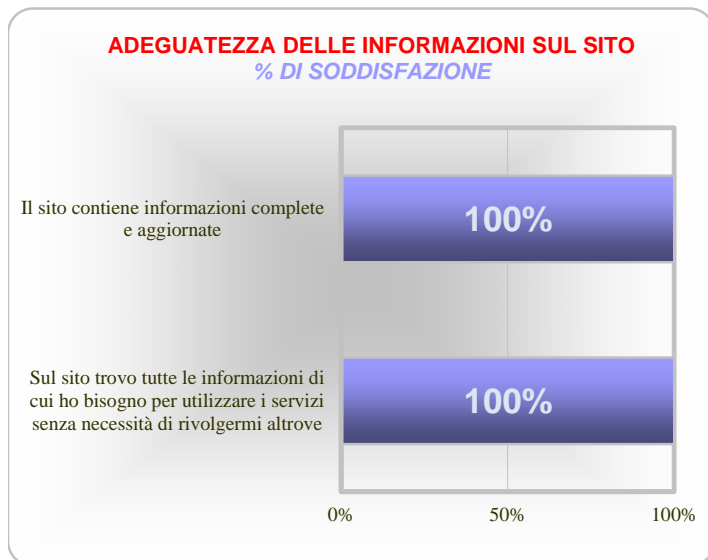 ADEGUATEZZA DELLE INFORMAZIONI SUL SITO
% DI SODDISFAZIONE
Il sito contiene informazioni complete
e aggiornate
100%
Sul sito trovo tutte le informazioni di
cui ho bisogno per utilizzare i servizi
senza necessità di rivolgermi altrove
100%
0%
50%
100%